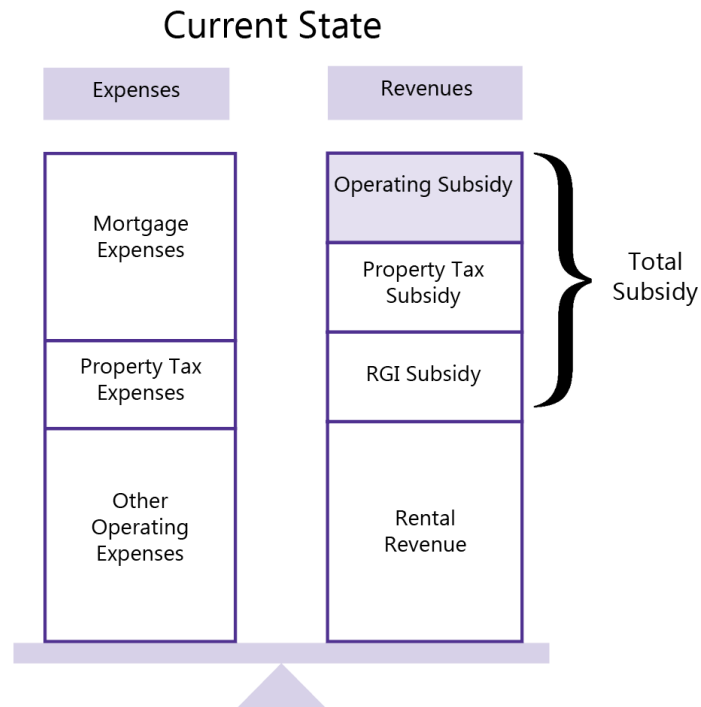 Current State
Expenses
Revenues
Mortgage
Expenses
Property Tax
Expenses
Other
Operating
Expenses
Operating Subsidy
Property Tax
Subsidy
RGI Subsidy
Rental
Revenue
Total
Subsidy